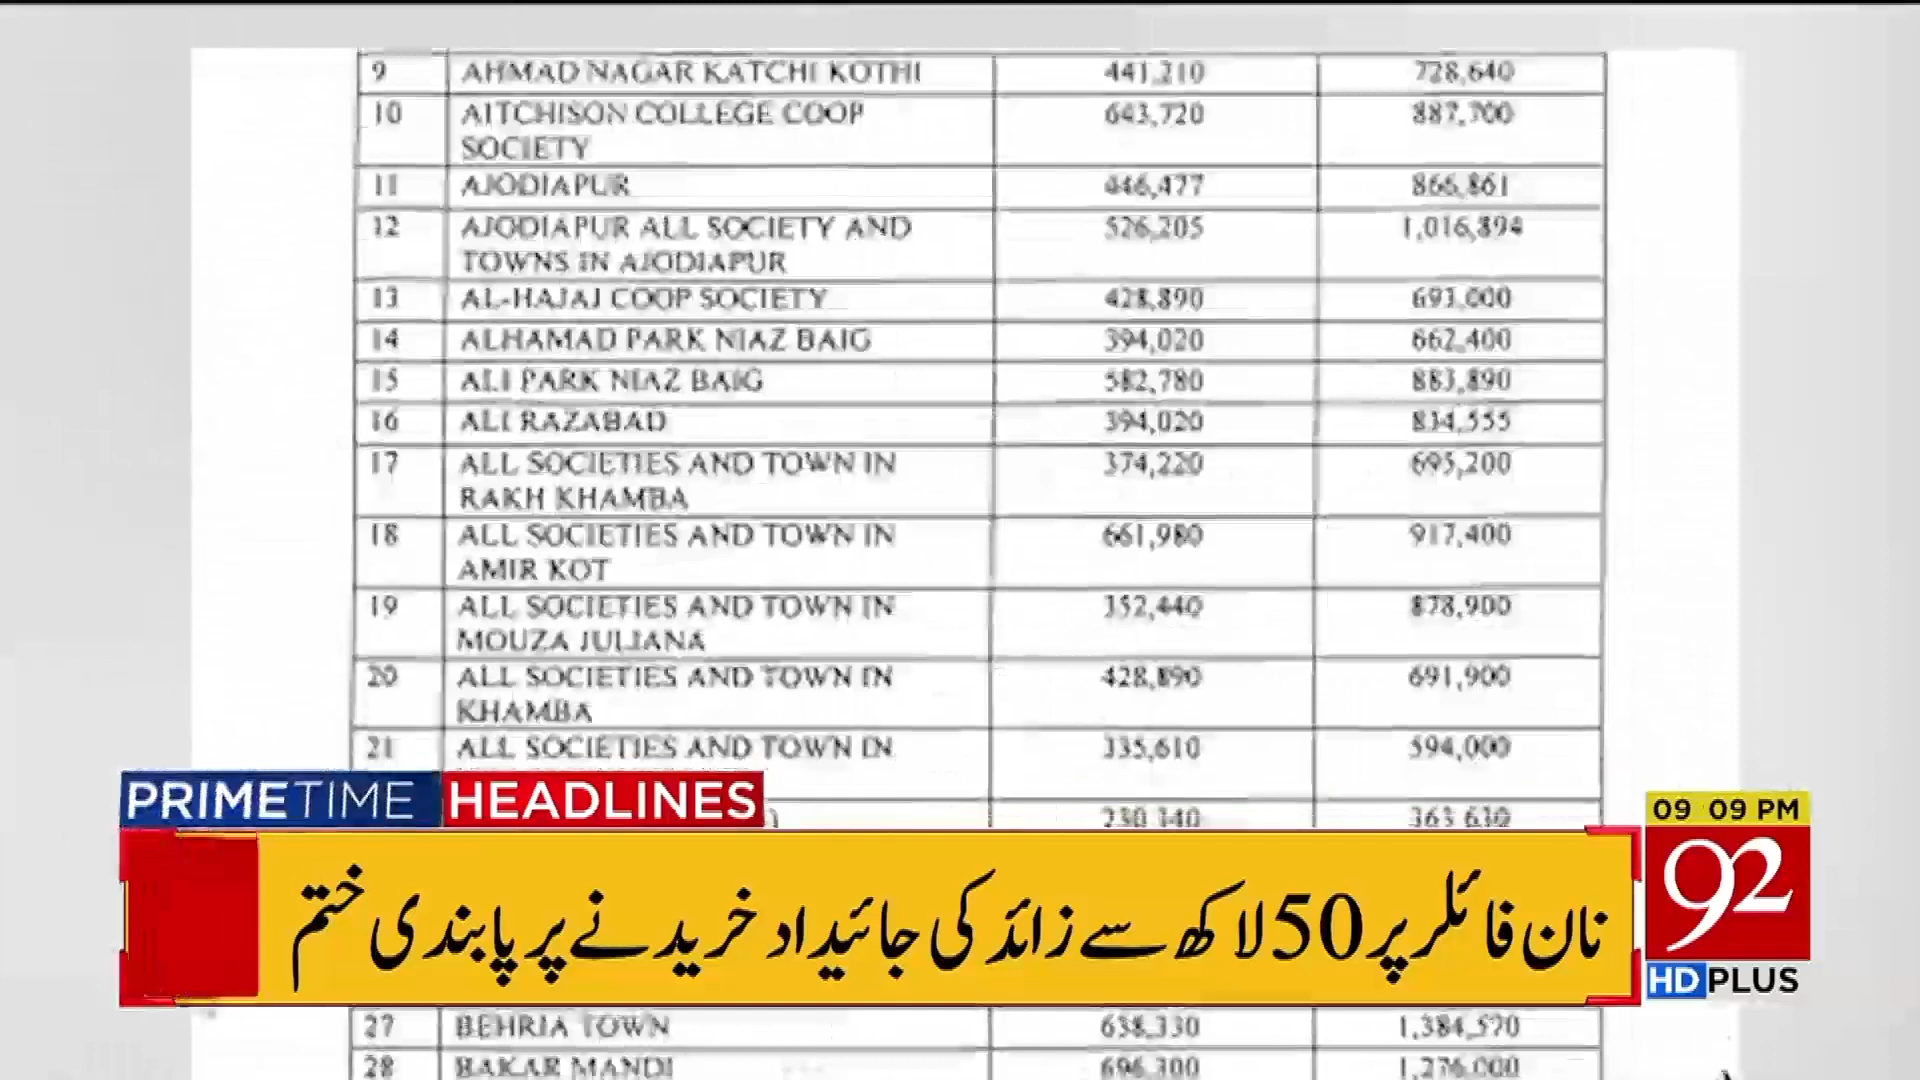 9 AHMAD NAGAR KATCHI KOTHI 441,210 728,640
10 AITCHISON COLLEGE COOP 643,720 887,700
SOCIETY
11 AJODIAPUR 446,477 866,861
12 AJODIAPUR ALL SOCIETY AND 526,205 1,016,894
TOWNS IN AJODIAPUR
13 AL-HAJAJ COOP SOCIETY 428,890 693,000
14 ALHAMAD PARK NIAZ BAIG 394,020 662,400
15 ALI PARK NIAZ BAIG 582,780 883,890
16 ALI RAZABAD 394,020 834,555
17 ALL SOCIETIES AND TOWN IN 374,220 695,200
RAKH KHAMBA
18 ALL SOCIETIES AND TOWN IN 661,980 917,400
AMIR KOT
19 ALL SOCIETIES AND TOWN IN 352,440 878,900
MOUZA JULIANA
20 ALL SOCIETIES AND TOWN IN 428,890 691,900
KHAMBA
21 ALL SOCIETIES AND TOWN IN 335,610 594,000
230,340 363,630
PRIMETIME HEADLINES
09 09 PM
نان فائلر پر 50 لاکھ سے زائد کی جائیداد خریدنے پر پابندی ختم
92
HD PLUS
27 BEHRIA TOWN 638,330 1,384,570
28 BAKAR MANDI 696,300 1,276,000